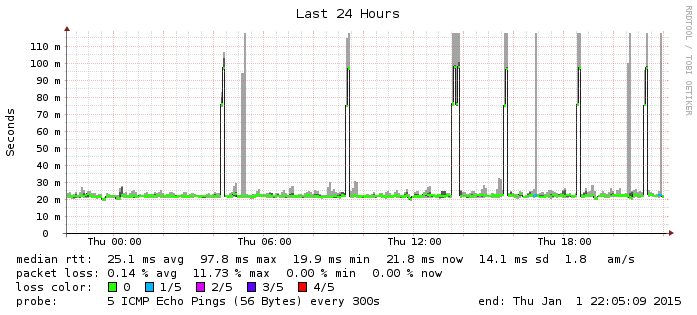 Last 24 Hours
RRDTOOL / TOBI OETIKER
Seconds
110 m
100 m
90 m
80 m
70 m
60 m
50 m
40 m
30 m
20 m
10 m
0
Thu 00:00 Thu 06:00 Thu 12:00 Thu 18:00
median rtt: 25.1 ms avg 97.8 ms max 19.9 ms min 21.8 ms now 14.1 ms sd 1.8 am/s
packet loss: 0.14 % avg 11.73 % max 0.00 % min 0.00 % now
loss color: 0 1/5 2/5 3/5 4/5
probe: 5 ICMP Echo Pings (56 Bytes) every 300s end: Thu Jan 1 22:05:09 2015